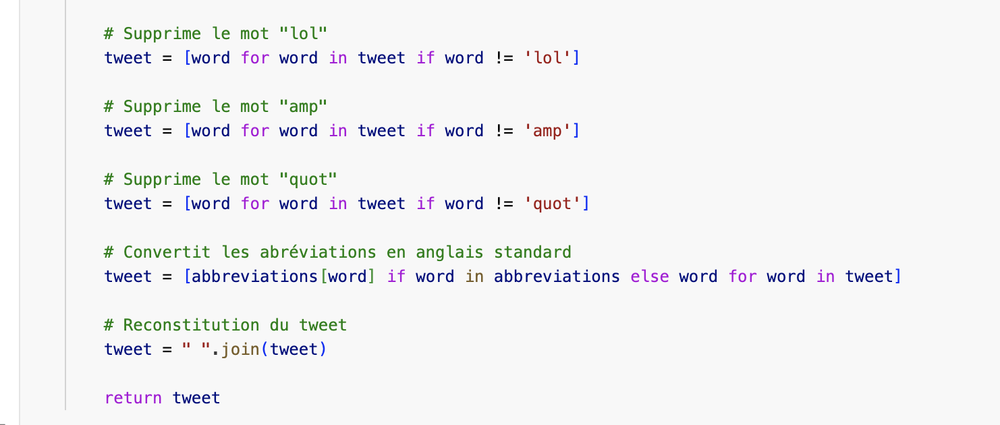 # Supprime le mot "lol"
tweet = [word for word in tweet if word != 'lol']
# Supprime le mot "amp"
tweet = [word for word in tweet if word != 'amp']
# Supprime le mot "quot"
tweet = [word for word in tweet if word != 'quot']
# Convertit les abréviations en anglais standard
tweet = [abbreviations[word] if word in abbreviations else word for word in tweet]
# Reconstitution du tweet
tweet = " ".join(tweet)
return tweet